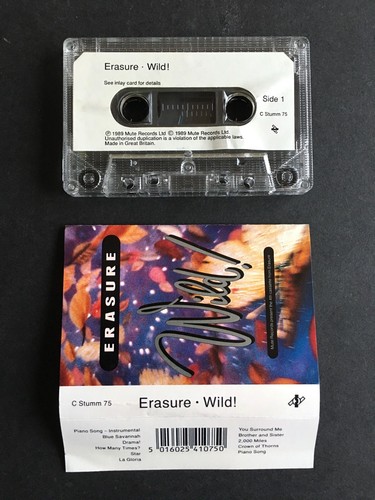 Erasure · Wild!
See inlay card for details
Side 1
C Stumm 75
℗ 1989 Mute Records Ltd © 1989 Mute Records Ltd.
Unauthorised duplication is a violation of the applicable laws.
Made in Great Britain.
ERASURE
Wild!
C Stumm 75
Erasure · Wild!
Piano Song – Instrumental
Blue Savannah
Drama!
How Many Times?
Star
La Gloria
5 016025 410750
You Surround Me
Brother and Sister
2,000 Miles
Crown of Thorns
Piano Song